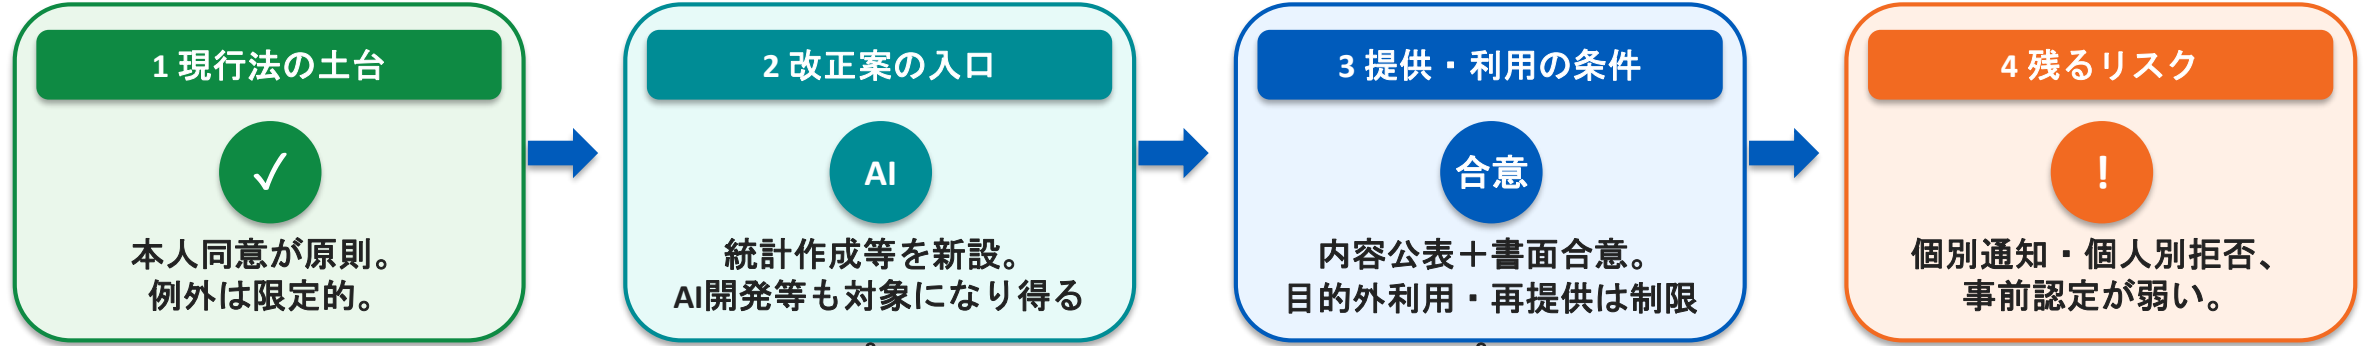 1 現行法の土台
✓
本人同意が原則。
例外は限定的。
2 改正案の入口
AI
統計作成等を新設。
AI開発等も対象になり得る
。
3 提供・利用の条件
合意
内容公表＋書面合意。
目的外利用・再提供は制限
。
4 残るリスク
!
個別通知・個人別拒否、
事前認定が弱い。